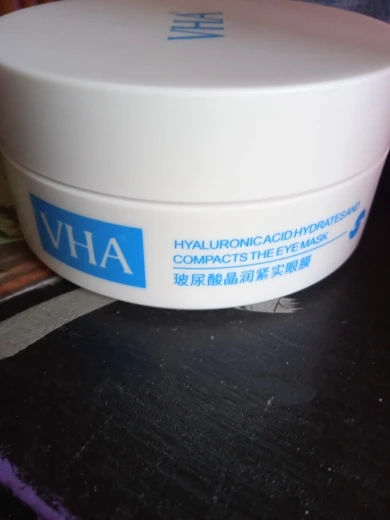 VHA
VHA
HYALURONIC ACID HYDRATES AND
COMPACTS THE EYE MASK
玻尿酸晶润紧实眼膜